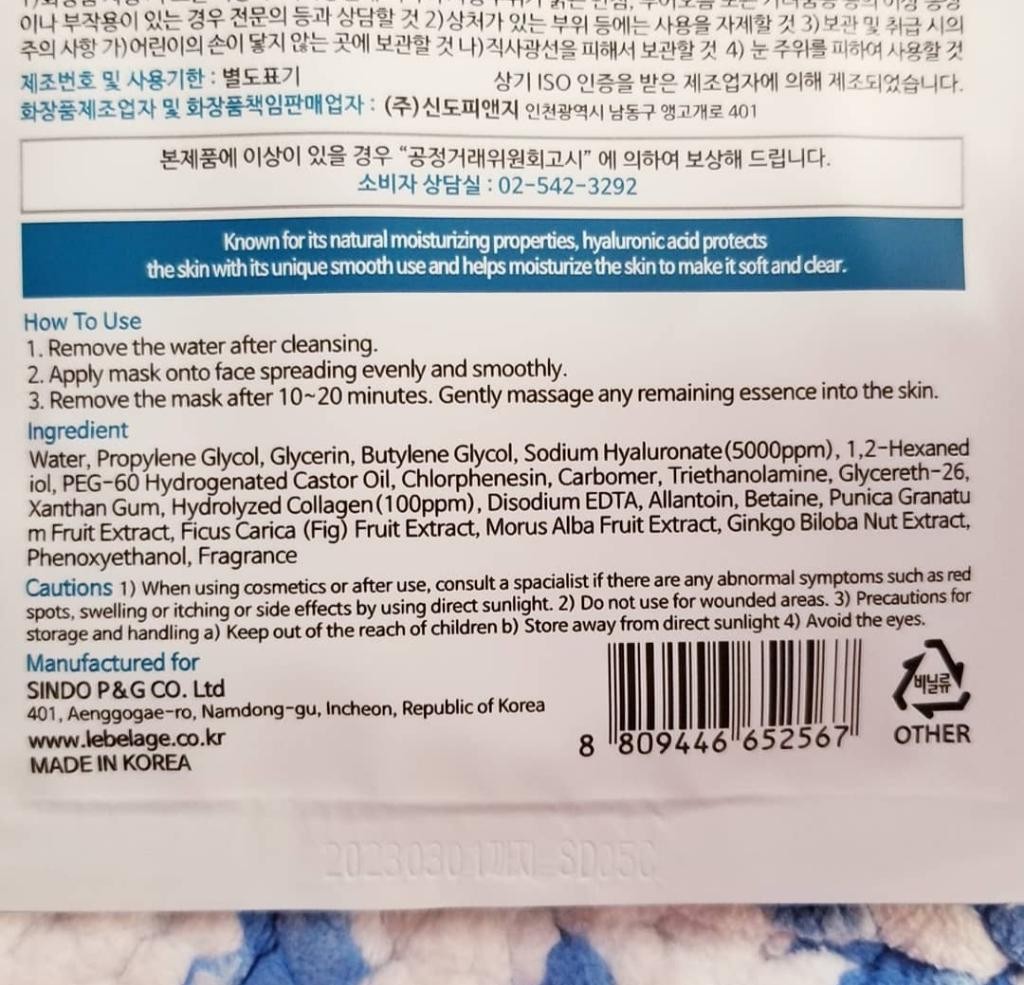 이나 부작용이 있는 경우 전문의 등과 상담할 것 2)상처가 있는 부위 등에는 사용을 자제할 것 3)보관 및 취급 시의
주의 사항 가)어린이의 손이 닿지 않는 곳에 보관할 것 나)직사광선을 피해서 보관할 것 4) 눈 주위를 피하여 사용할 것
제조번호 및 사용기한 : 별도표기 상기 ISO 인증을 받은 제조업자에 의해 제조되었습니다.
화장품제조업자 및 화장품책임판매업자 : (주)신도피앤지 인천광역시 남동구 앵고개로 401
본제품에 이상이 있을 경우 “공정거래위원회고시” 에 의하여 보상해 드립니다.
소비자 상담실 : 02-542-3292
Known for its natural moisturizing properties, hyaluronic acid protects
the skin with its unique smooth use and helps moisturize the skin to make it soft and clear.
How To Use
1. Remove the water after cleansing.
2. Apply mask onto face spreading evenly and smoothly.
3. Remove the mask after 10~20 minutes. Gently massage any remaining essence into the skin.
Ingredient
Water, Propylene Glycol, Glycerin, Butylene Glycol, Sodium Hyaluronate(5000ppm), 1,2-Hexaned
iol, PEG-60 Hydrogenated Castor Oil, Chlorphenesin, Carbomer, Triethanolamine, Glycereth-26,
Xanthan Gum, Hydrolyzed Collagen(100ppm), Disodium EDTA, Allantoin, Betaine, Punica Granatu
m Fruit Extract, Ficus Carica (Fig) Fruit Extract, Morus Alba Fruit Extract, Ginkgo Biloba Nut Extract,
Phenoxyethanol, Fragrance
Cautions 1) When using cosmetics or after use, consult a spacialist if there are any abnormal symptoms such as red
spots, swelling or itching or side effects by using direct sunlight. 2) Do not use for wounded areas. 3) Precautions for
storage and handling a) Keep out of the reach of children b) Store away from direct sunlight 4) Avoid the eyes.
Manufactured for
SINDO P&G CO. Ltd
401, Aenggogae-ro, Namdong-gu, Incheon, Republic of Korea
www.lebelage.co.kr
MADE IN KOREA
8 809446 652567
비닐류
OTHER
20230301까지